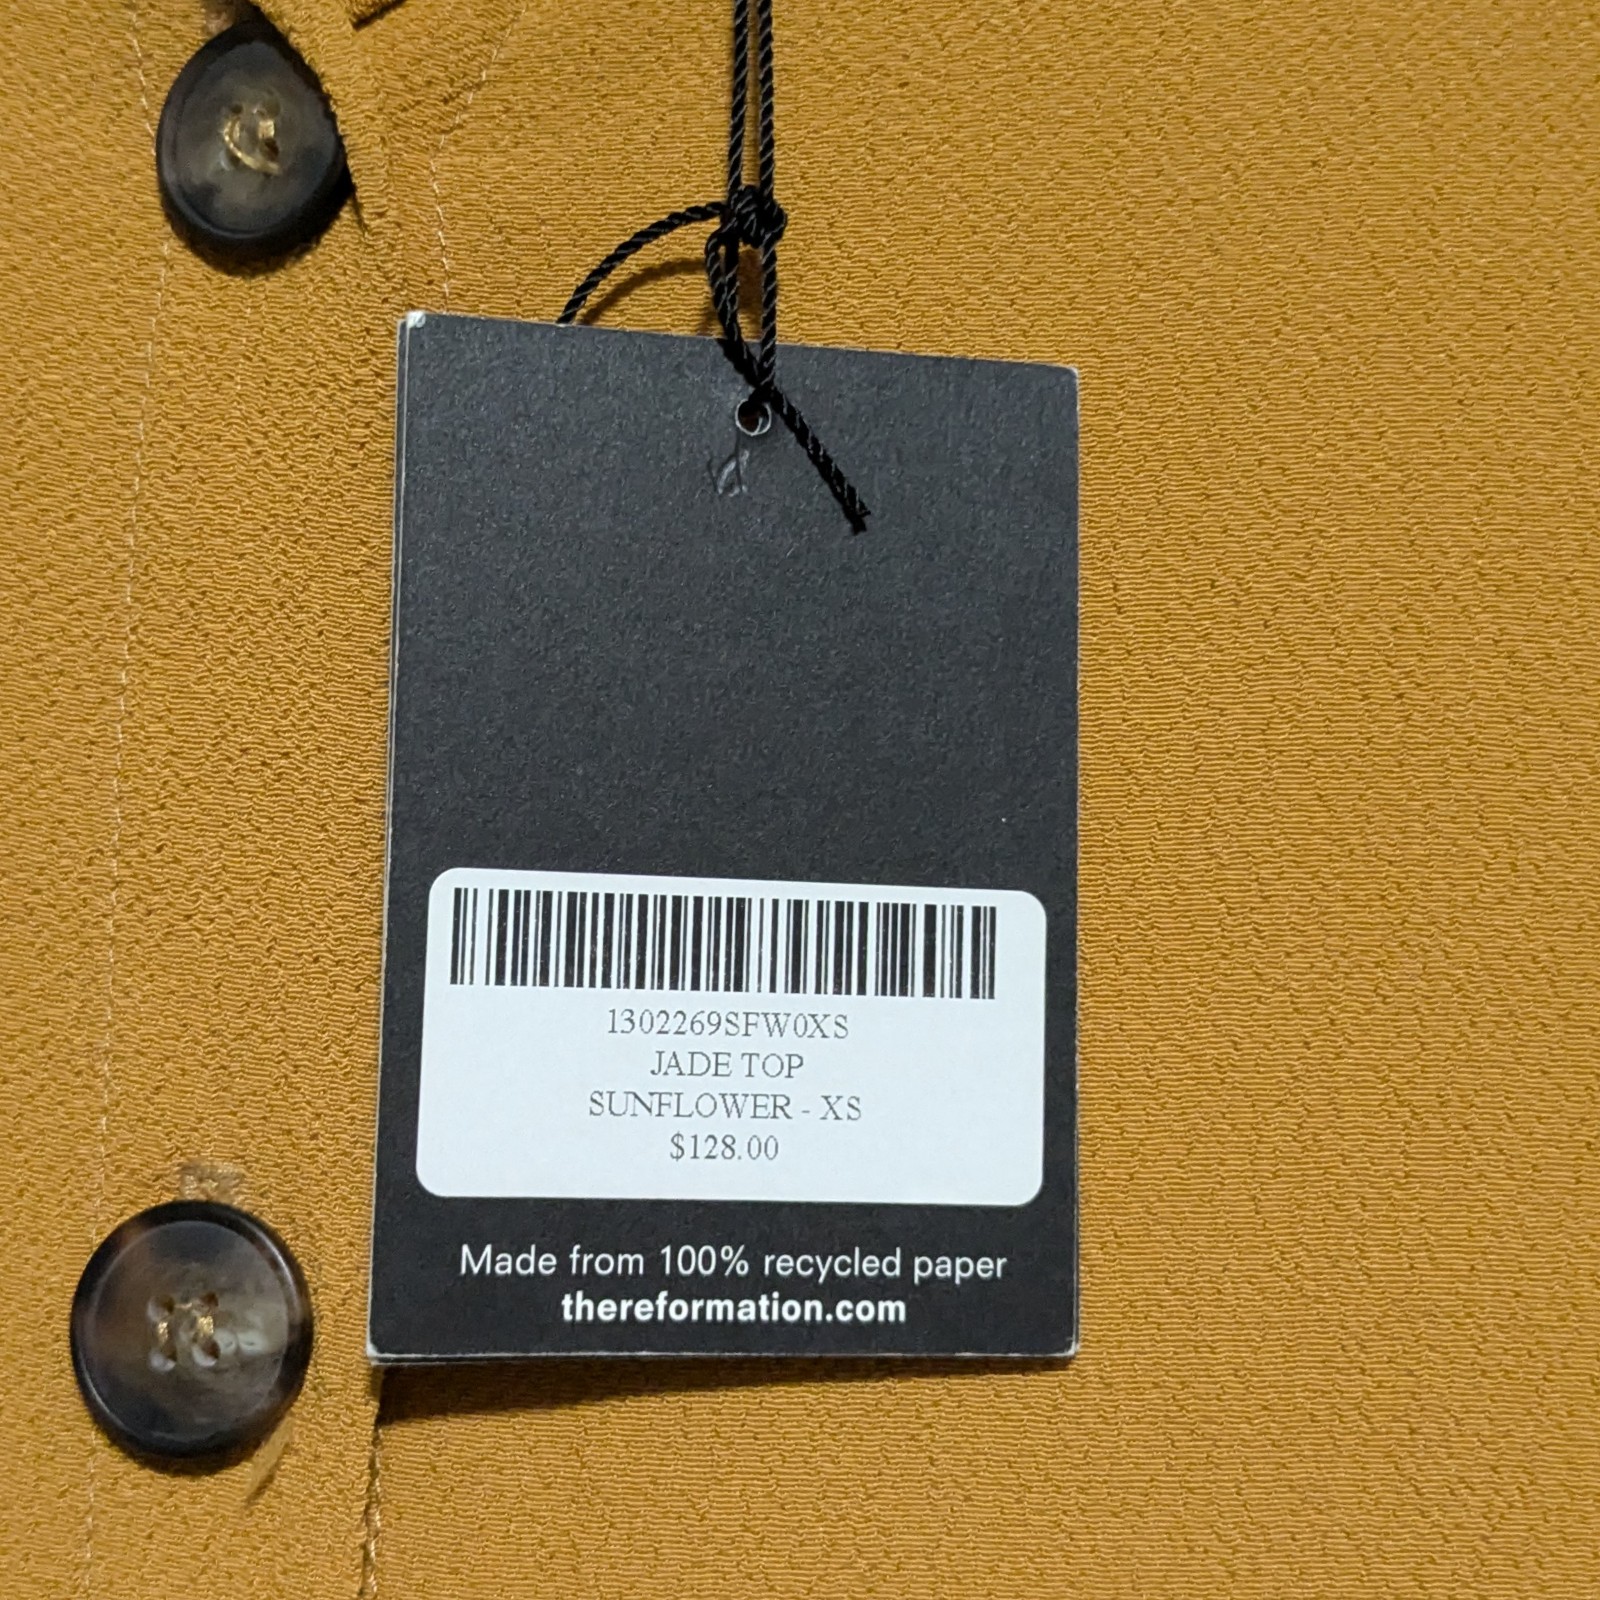 1302269SFW0XS
JADE TOP
SUNFLOWER - XS
$128.00
Made from 100% recycled paper
thereformation.com